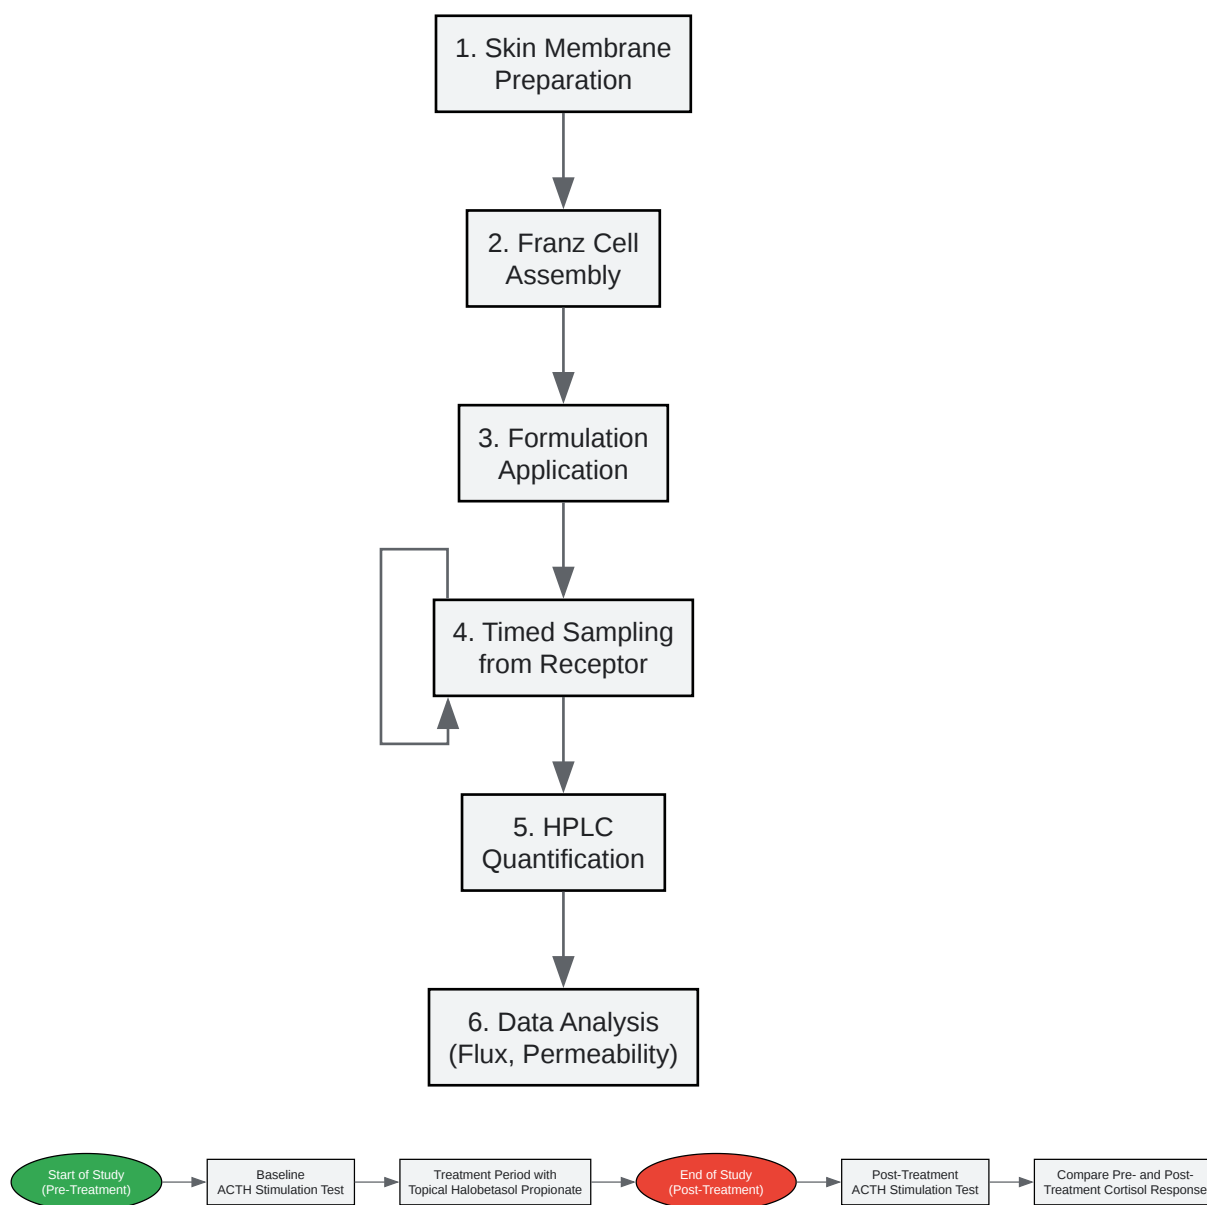 1. Skin Membrane
Preparation
2. Franz Cell
Assembly
3. Formulation
Application
4. Timed Sampling
from Receptor
5. HPLC
Quantification
6. Data Analysis
(Flux, Permeability)
Start of Study
(Pre-Treatment)
Baseline
ACTH Stimulation Test
Treatment Period with
Topical Halobetasol Propionate
End of Study
(Post-Treatment)
Post-Treatment
ACTH Stimulation Test
Compare Pre- and Post-
Treatment Cortisol Response